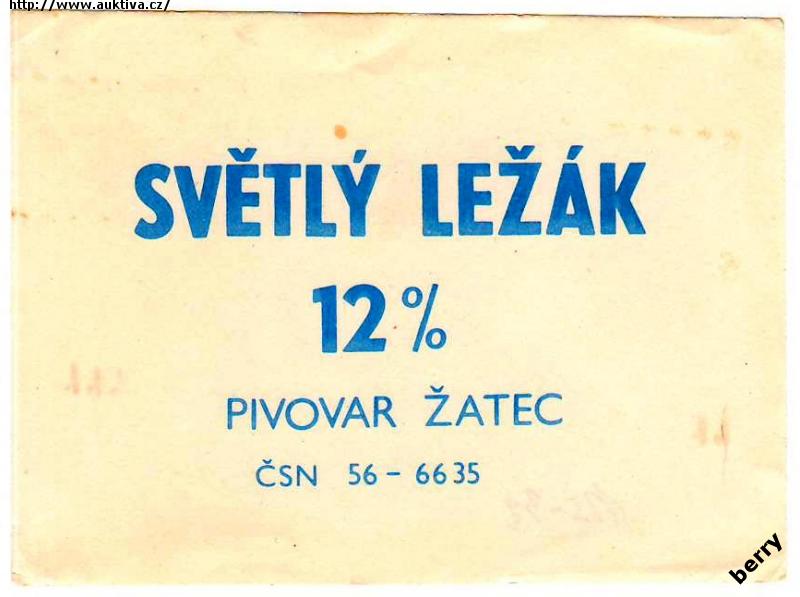 http://www.auktiva.cz/
SVĚTLÝ LEŽÁK
12%
PIVOVAR ŽATEC
ČSN 56-6635
berry